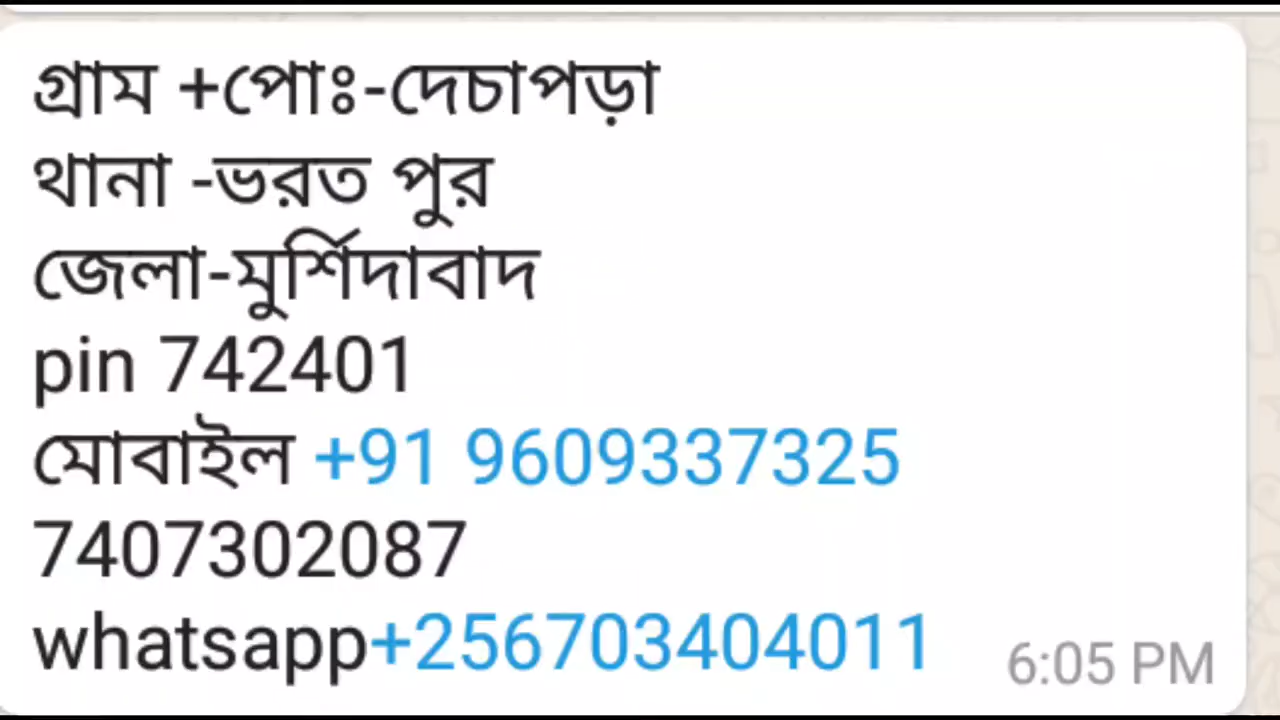 গ্রাম +পোঃ-দেচাপড়া
থানা -ভরত পুর
জেলা-মুর্শিদাবাদ
pin 742401
মোবাইল +91 9609337325
7407302087
whatsapp+256703404011
6:05 PM